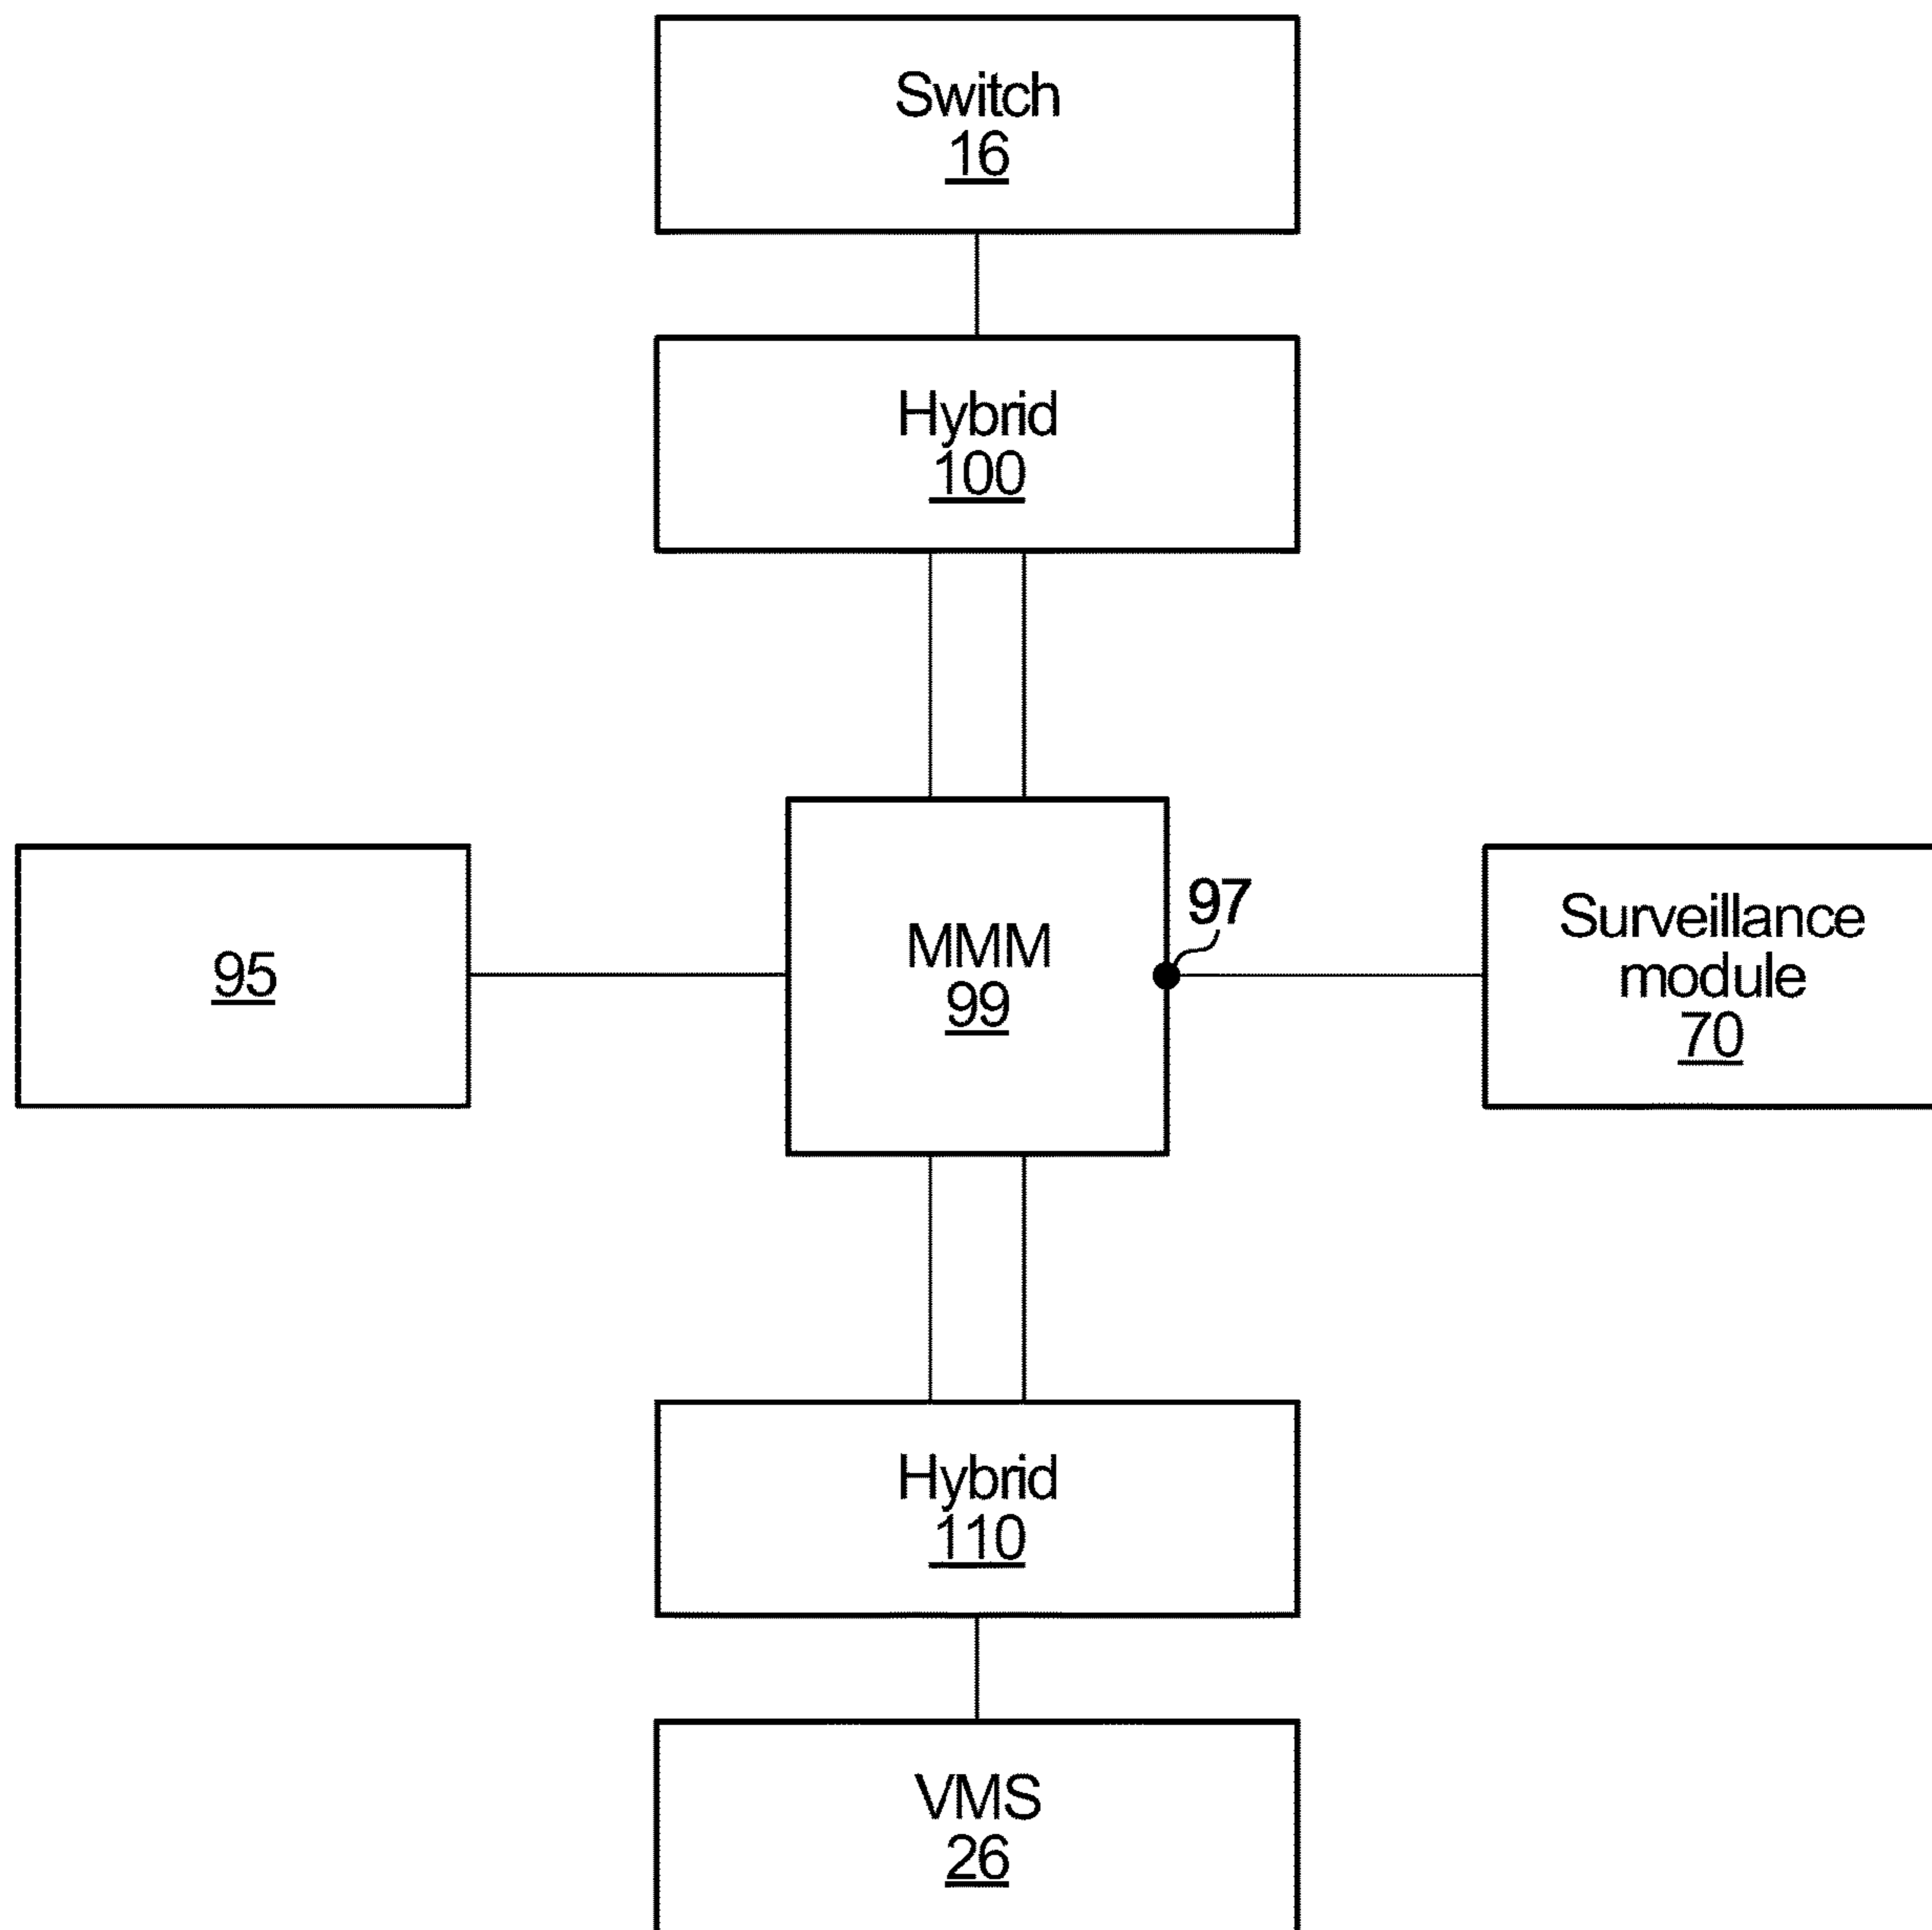 Switch
16
Hybrid
100
97
95
MMM
99
Surveillance
module
70
Hybrid
110
VMS
26